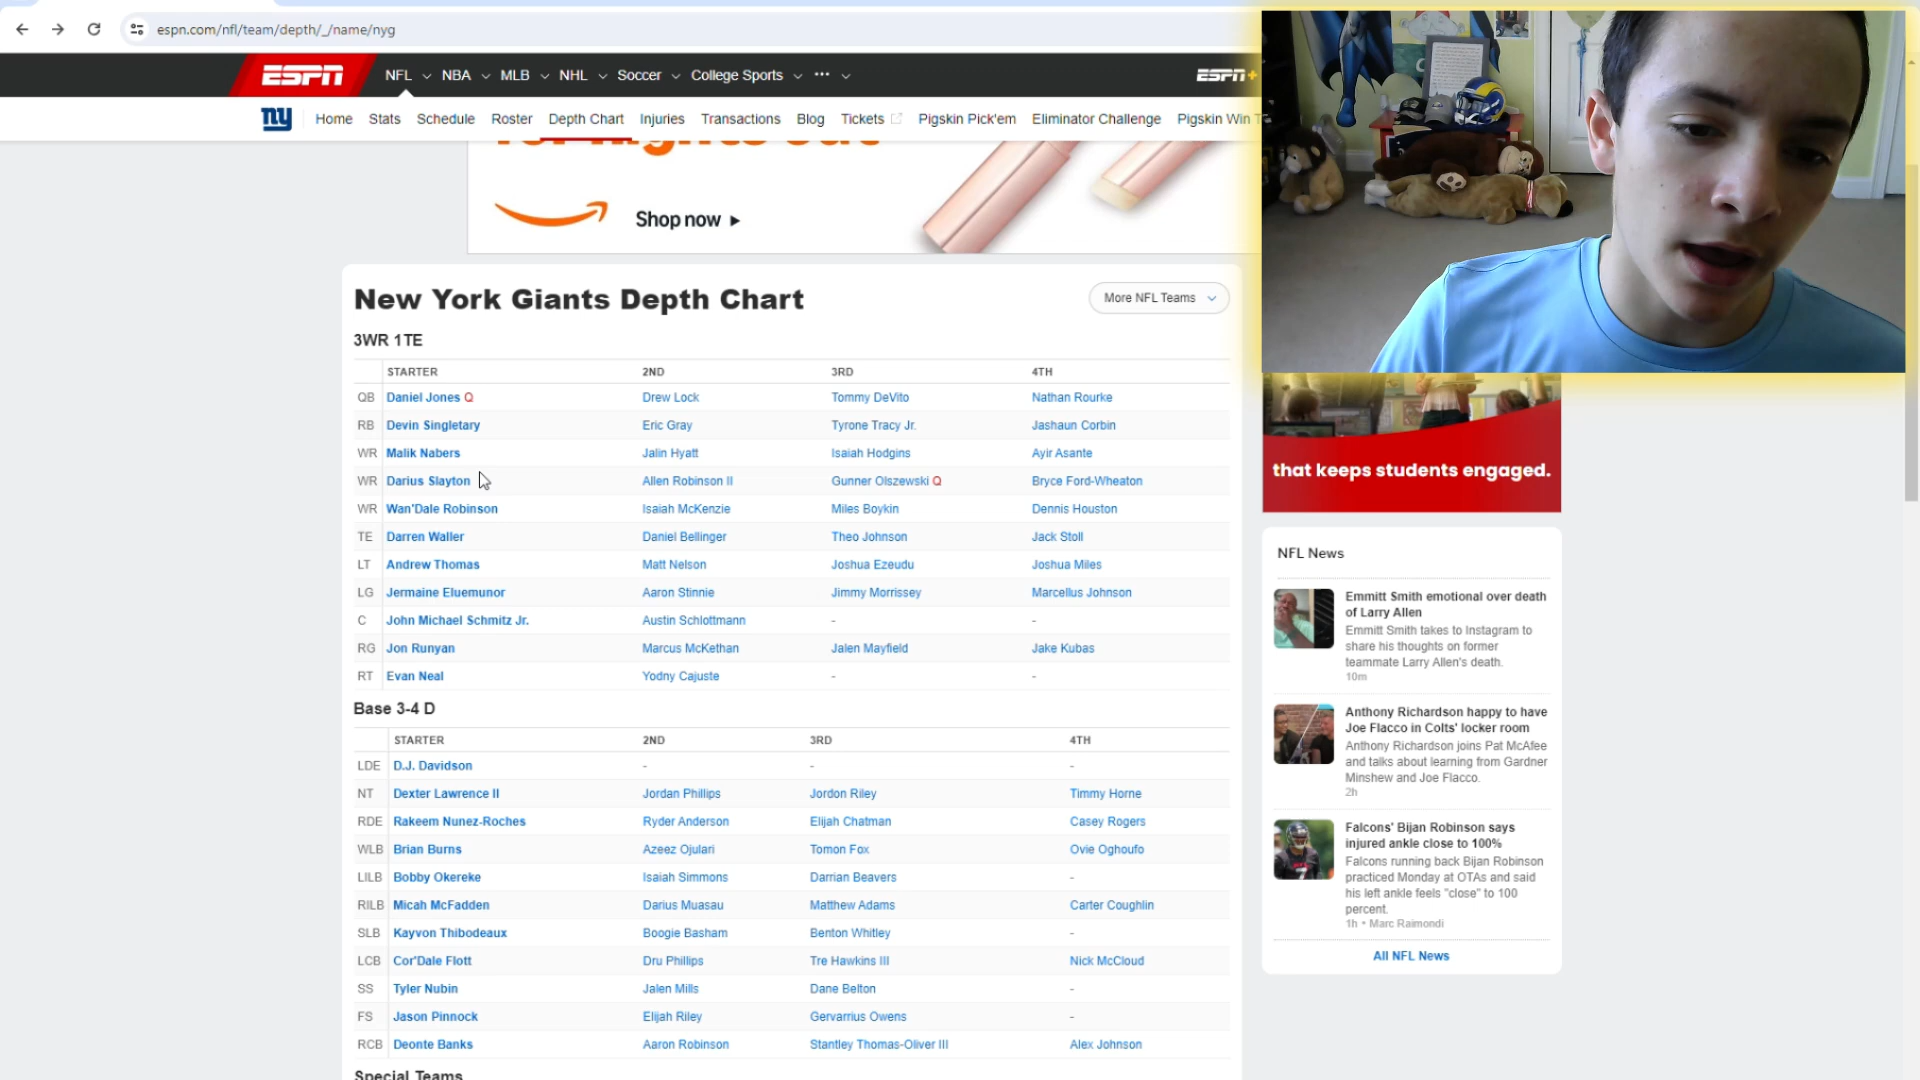 espn.com/nfl/team/depth/_/name/nyg
ESPN NFL NBA MLB NHL Soccer College Sports ··· ESPN+
NY Home Stats Schedule Roster Depth Chart Injuries Transactions Blog Tickets Pigskin Pick'em Eliminator Challenge Pigskin Win T
Shop now
New York Giants Depth Chart
More NFL Teams
3WR 1TE
STARTER 2ND 3RD 4TH
QB Daniel Jones Q Drew Lock Tommy DeVito Nathan Rourke
RB Devin Singletary Eric Gray Tyrone Tracy Jr. Jashaun Corbin
WR Malik Nabers Jalin Hyatt Isaiah Hodgins Ayir Asante
WR Darius Slayton Allen Robinson II Gunner Olszewski Q Bryce Ford-Wheaton
WR Wan'Dale Robinson Isaiah McKenzie Miles Boykin Dennis Houston
TE Darren Waller Daniel Bellinger Theo Johnson Jack Stoll
LT Andrew Thomas Matt Nelson Joshua Ezeudu Joshua Miles
LG Jermaine Eluemunor Aaron Stinnie Jimmy Morrissey Marcellus Johnson
C John Michael Schmitz Jr. Austin Schlottmann - -
RG Jon Runyan Marcus McKethan Jalen Mayfield Jake Kubas
RT Evan Neal Yodny Cajuste - -
Base 3-4 D
STARTER 2ND 3RD 4TH
LDE D.J. Davidson - - -
NT Dexter Lawrence II Jordan Phillips Jordon Riley Timmy Horne
RDE Rakeem Nunez-Roches Ryder Anderson Elijah Chatman Casey Rogers
WLB Brian Burns Azeez Ojulari Tomon Fox Ovie Oghoufo
LILB Bobby Okereke Isaiah Simmons Darrian Beavers -
RILB Micah McFadden Darius Muasau Matthew Adams Carter Coughlin
SLB Kayvon Thibodeaux Boogie Basham Benton Whitley -
LCB Cor'Dale Flott Dru Phillips Tre Hawkins III Nick McCloud
SS Tyler Nubin Jalen Mills Dane Belton -
FS Jason Pinnock Elijah Riley Gervarrius Owens -
RCB Deonte Banks Aaron Robinson Stantley Thomas-Oliver III Alex Johnson
Special Teams
that keeps students engaged.
NFL News
Emmitt Smith emotional over death
of Larry Allen
Emmitt Smith takes to Instagram to
share his thoughts on former
teammate Larry Allen's death.
10m
Anthony Richardson happy to have
Joe Flacco in Colts' locker room
Anthony Richardson joins Pat McAfee
and talks about learning from Gardner
Minshew and Joe Flacco.
2h
Falcons' Bijan Robinson says
injured ankle close to 100%
Falcons running back Bijan Robinson
practiced Monday at OTAs and said
his left ankle feels "close" to 100
percent.
1h • Marc Raimondi
All NFL News